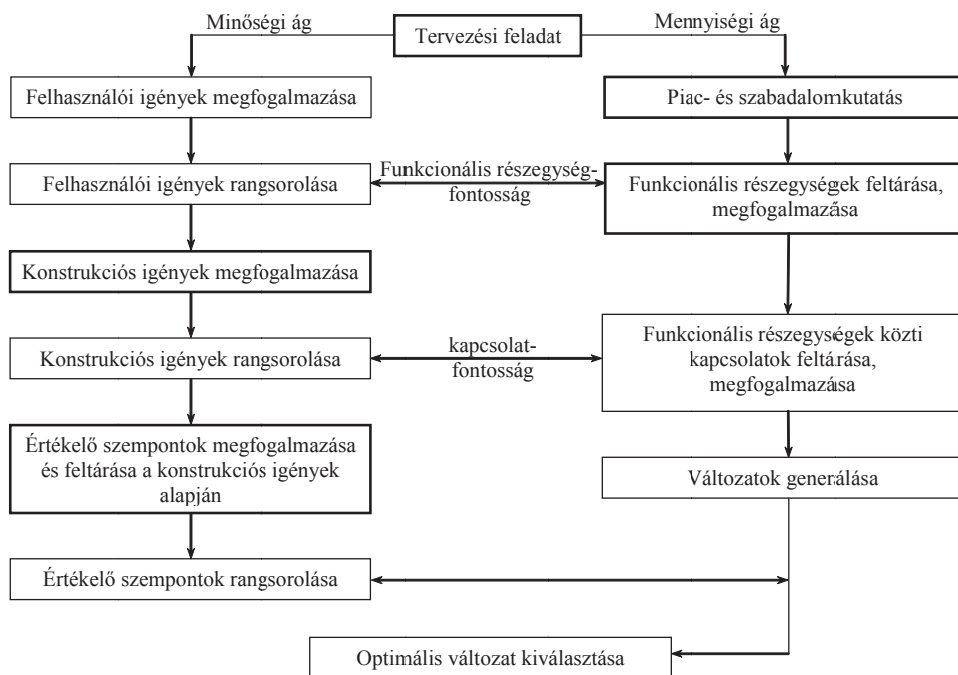 Minőségi ág
Tervezési feladat
Mennyiségi ág
Felhasználói igények megfogalmazása
Piac- és szabadalomkutatás
Felhasználói igények rangsorolása
Funkcionális részegység-
fontosság
Funkcionális részegységek feltárása,
megfogalmazása
Konstrukciós igények megfogalmazása
Konstrukciós igények rangsorolása
kapcsolat-
fontosság
Funkcionális részegységek közti
kapcsolatok feltárása,
megfogalmazása
Értékelő szempontok megfogalmazása
és feltárása a konstrukciós igények
alapján
Változatok generálása
Értékelő szempontok rangsorolása
Optimális változat kiválasztása